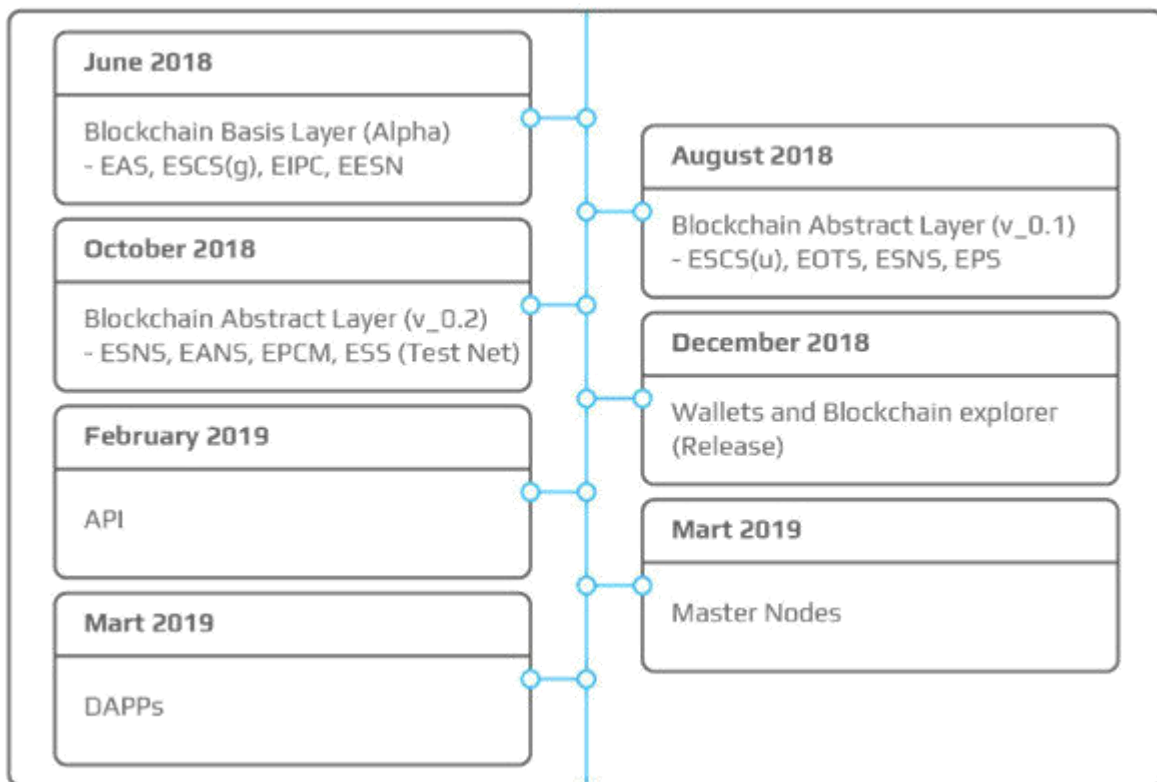 June 2018
Blockchain Basis Layer (Alpha)
- EAS, ESCS(g), EIPC, EESN
August 2018
Blockchain Abstract Layer (v_0.1)
- ESCS(u), EOTS, ESNS, EPS
October 2018
Blockchain Abstract Layer (v_0.2)
- ESNS, EANS, EPCM, ESS (Test Net)
December 2018
Wallets and Blockchain explorer
(Release)
February 2019
API
Mart 2019
Master Nodes
Mart 2019
DAPPs